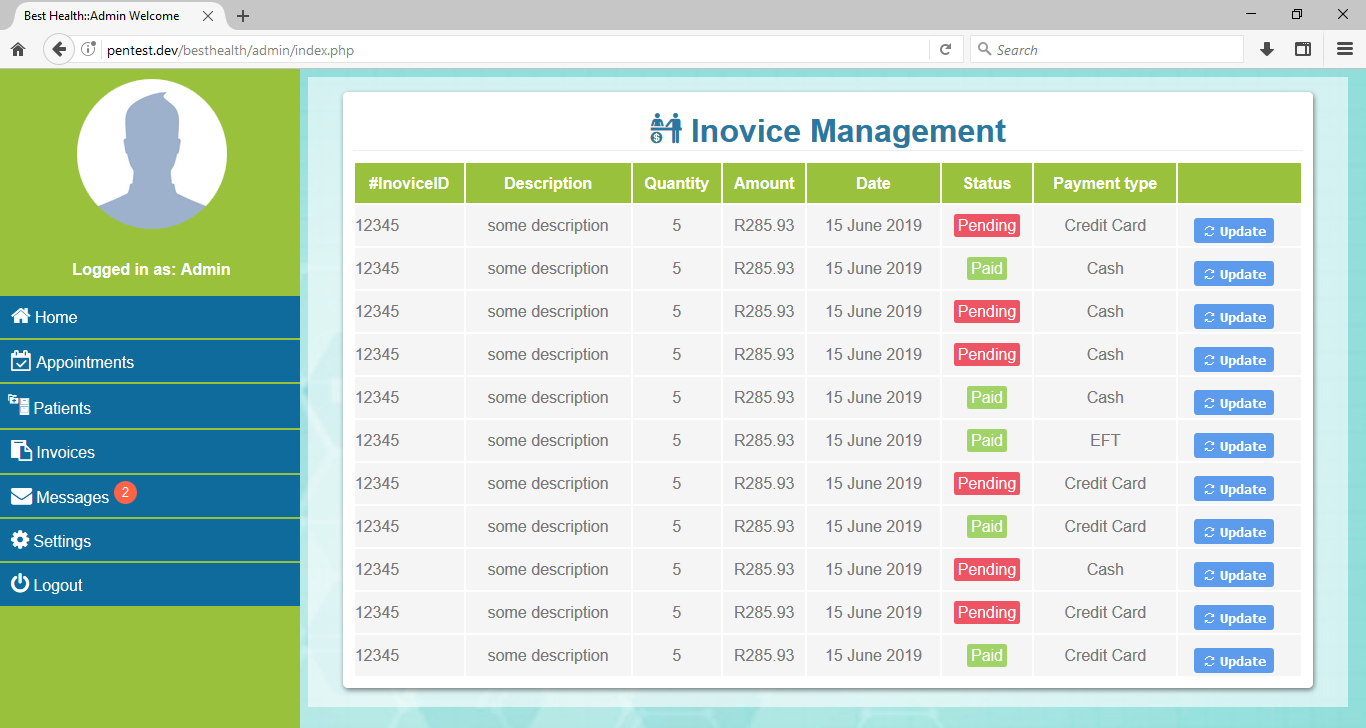 Best Health::Admin Welcome
pentest.dev/besthealth/admin/index.php
Search
Logged in as: Admin
Home
Appointments
Patients
Invoices
Messages 2
Settings
Logout
$ Inovice Management
#InoviceID Description Quantity Amount Date Status Payment type
12345 some description 5 R285.93 15 June 2019 Pending Credit Card Update
12345 some description 5 R285.93 15 June 2019 Paid Cash Update
12345 some description 5 R285.93 15 June 2019 Pending Cash Update
12345 some description 5 R285.93 15 June 2019 Pending Cash Update
12345 some description 5 R285.93 15 June 2019 Paid Cash Update
12345 some description 5 R285.93 15 June 2019 Paid EFT Update
12345 some description 5 R285.93 15 June 2019 Pending Credit Card Update
12345 some description 5 R285.93 15 June 2019 Paid Credit Card Update
12345 some description 5 R285.93 15 June 2019 Pending Cash Update
12345 some description 5 R285.93 15 June 2019 Pending Credit Card Update
12345 some description 5 R285.93 15 June 2019 Paid Credit Card Update